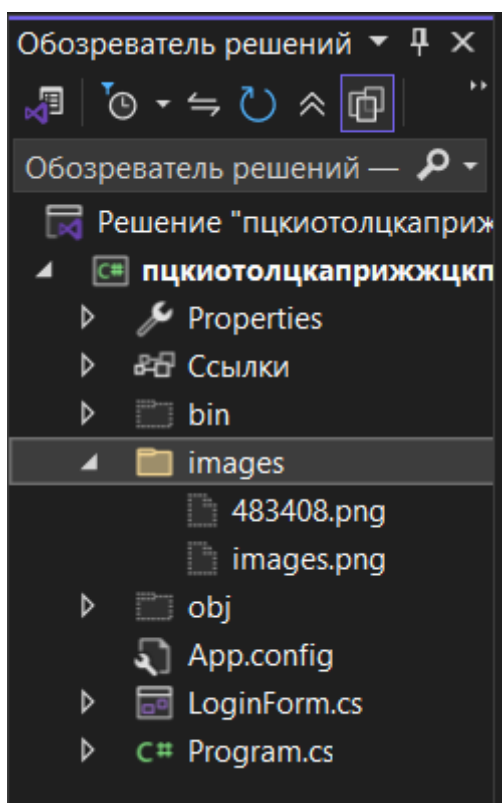 Обозреватель решений
Обозреватель решений —
Решение "пцкиотолцкаприж
C# пцкиотолцкаприжжцкп
Properties
Ссылки
bin
images
483408.png
images.png
obj
App.config
LoginForm.cs
C# Program.cs